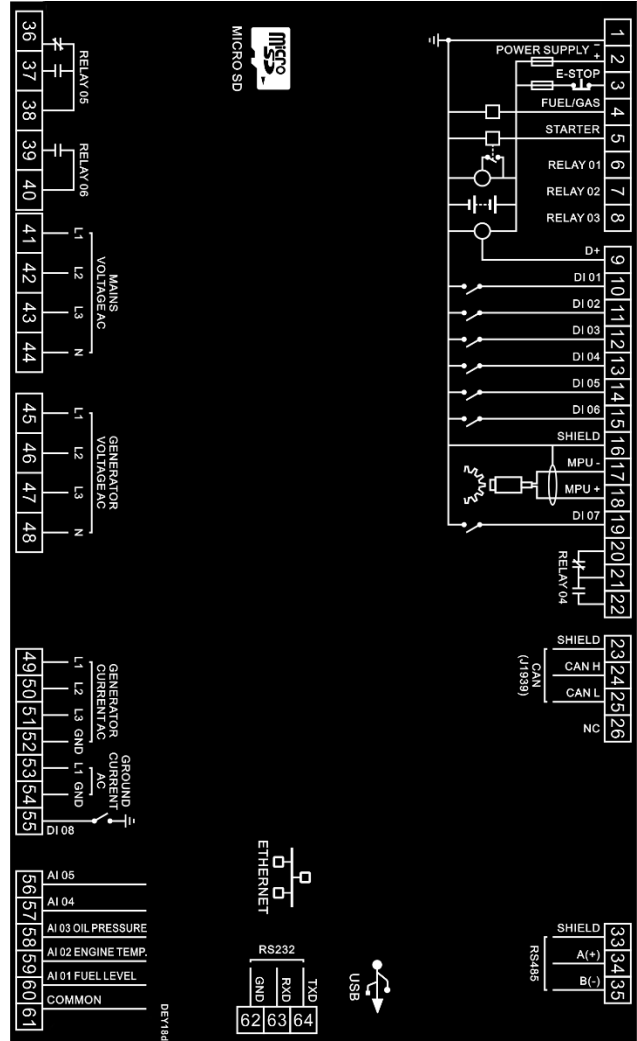 36
37
38
RELAY 05
39
40
RELAY 06
41 L1
42 L2
43 L3
44 N
MAINS
VOLTAGE AC
45 L1
46 L2
47 L3
48 N
GENERATOR
VOLTAGE AC
49 L1
50 L2
51 L3
52 GND
GENERATOR
CURRENT AC
53 L1
54 GND
GROUND
CURRENT
AC
55 DI 08
56 AI 05
57 AI 04
58 AI 03 OIL PRESSURE
59 AI 02 ENGINE TEMP.
60 AI 01 FUEL LEVEL
61 COMMON
micro
SD
MICRO SD
1
POWER SUPPLY - + 2
E-STOP 3
FUEL/GAS 4
STARTER 5
RELAY 01 6
RELAY 02 7
RELAY 03 8
D+ 9
DI 01 10
DI 02 11
DI 03 12
DI 04 13
DI 05 14
DI 06 15
SHIELD 16
MPU - 17
MPU + 18
DI 07 19
20
21
22
RELAY 04
SHIELD 23
CAN H 24
CAN L 25
NC 26
CAN
(J1939)
ETHERNET
RS232
GND RXD TXD
62 63 64
USB
SHIELD 33
A(+) 34
B(-) 35
RS485
DEY18d